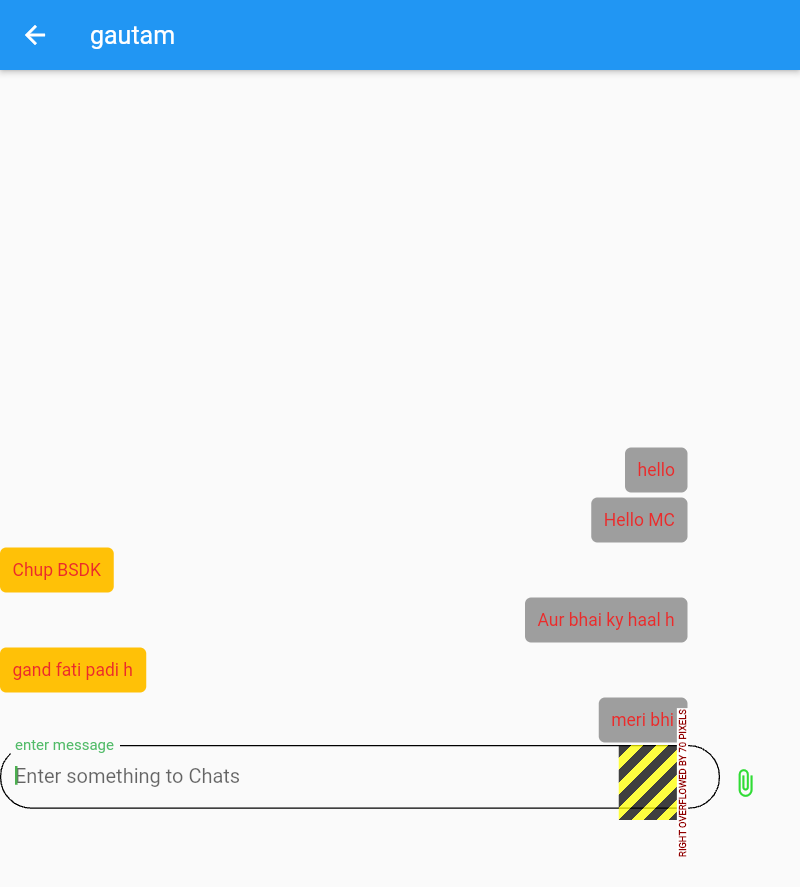 gautam
hello
Hello MC
Chup BSDK
Aur bhai ky haal h
gand fati padi h
meri bhi
enter message
Enter something to Chats
RIGHT OVERFLOWED BY 70 PIXELS